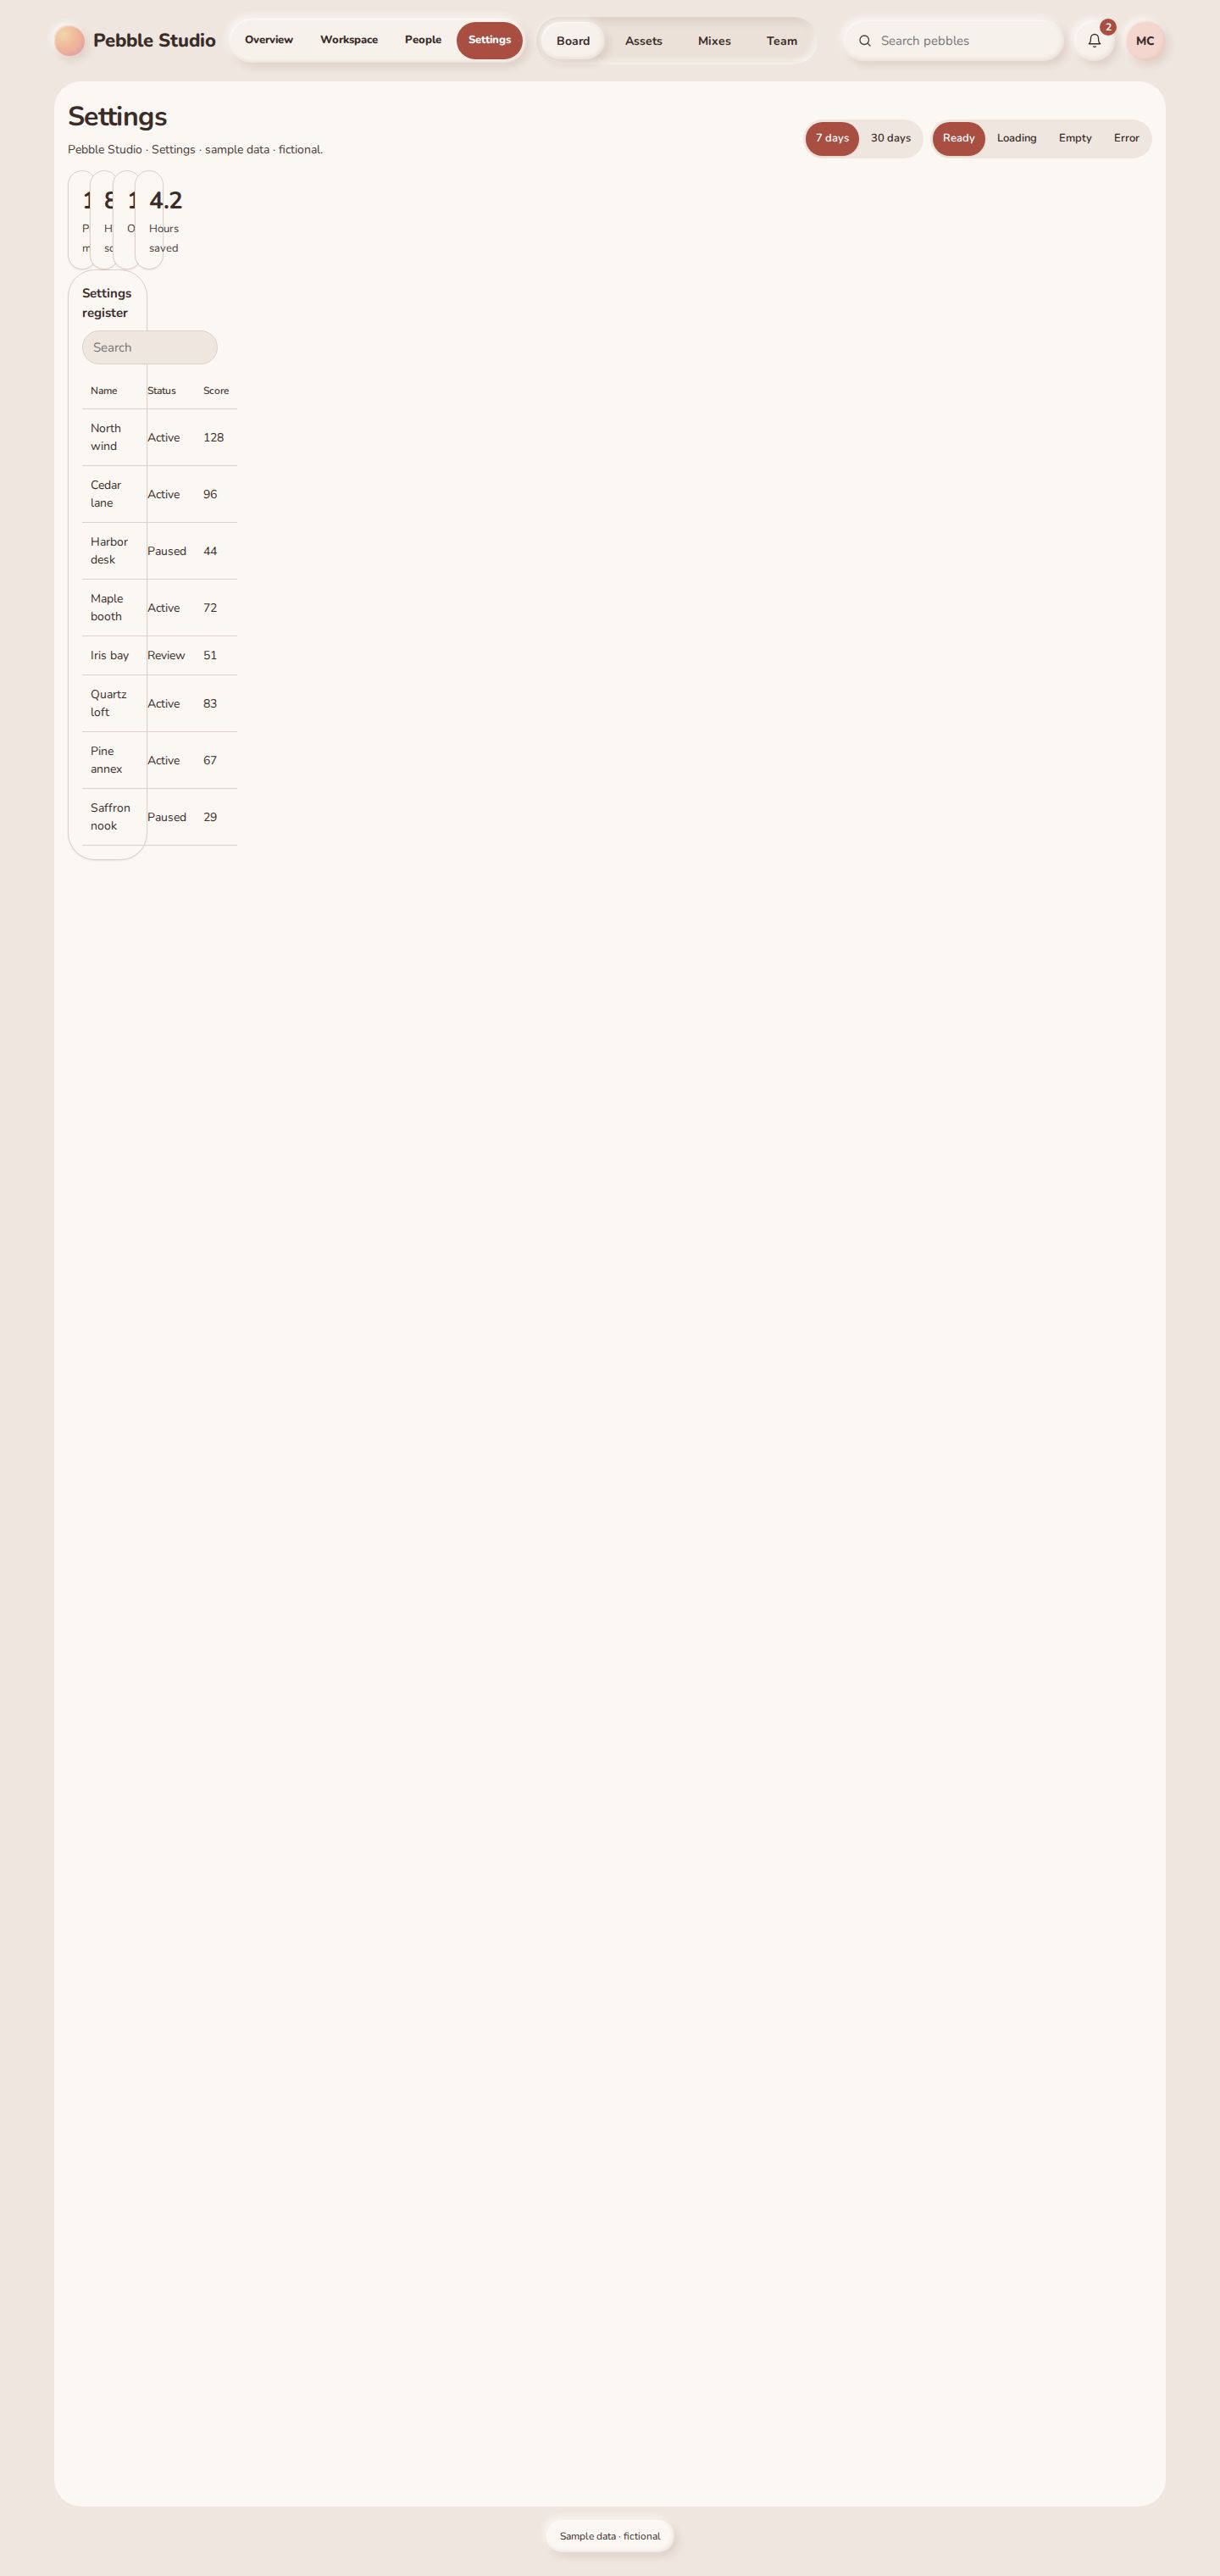 Pebble Studio
Overview Workspace People Settings
Board Assets Mixes Team
Search pebbles
2
MC
Settings
Pebble Studio · Settings · sample data · fictional.
7 days 30 days
Ready Loading Empty Error
4.2
Hours
saved
Settings
register
Search
Name Status Score
North
wind
Active 128
Cedar
lane
Active 96
Harbor
desk
Paused 44
Maple
booth
Active 72
Iris bay Review 51
Quartz
loft
Active 83
Pine
annex
Active 67
Saffron
nook
Paused 29
Sample data · fictional